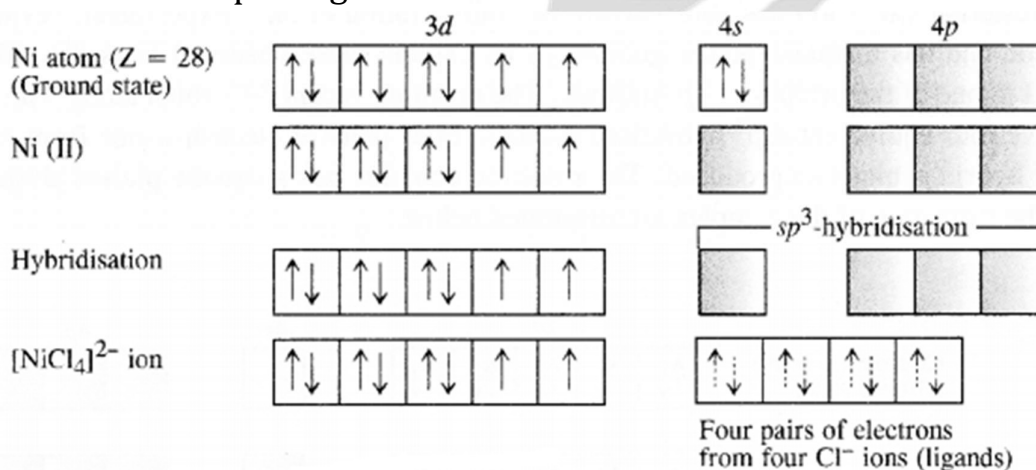 3d 4s 4p
Ni atom (Z = 28)
(Ground state)
Ni (II)
sp³-hybridisation
Hybridisation
[NiCl₄]²⁻ ion
Four pairs of electrons
from four Cl⁻ ions (ligands)